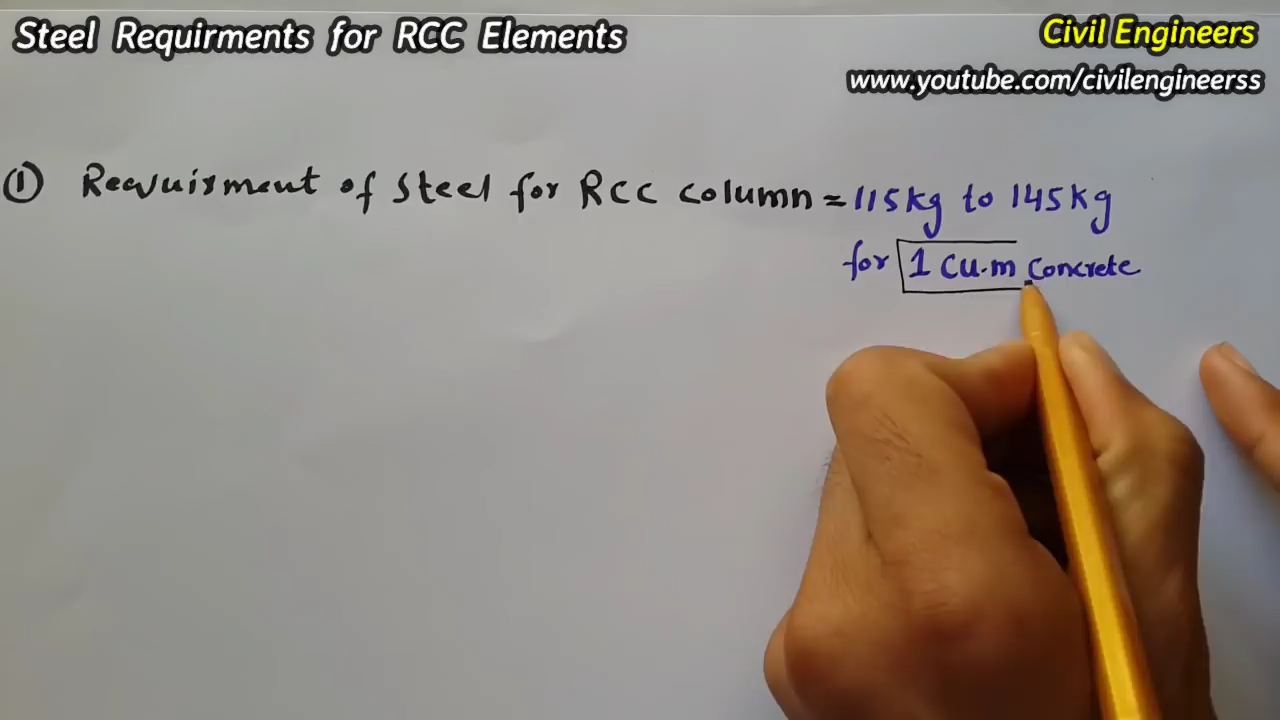 Steel Requirments for RCC Elements
Civil Engineers
www.youtube.com/civilengineerss
① Requirment of Steel for RCC column = 115kg to 145kg
for 1 cu.m concrete